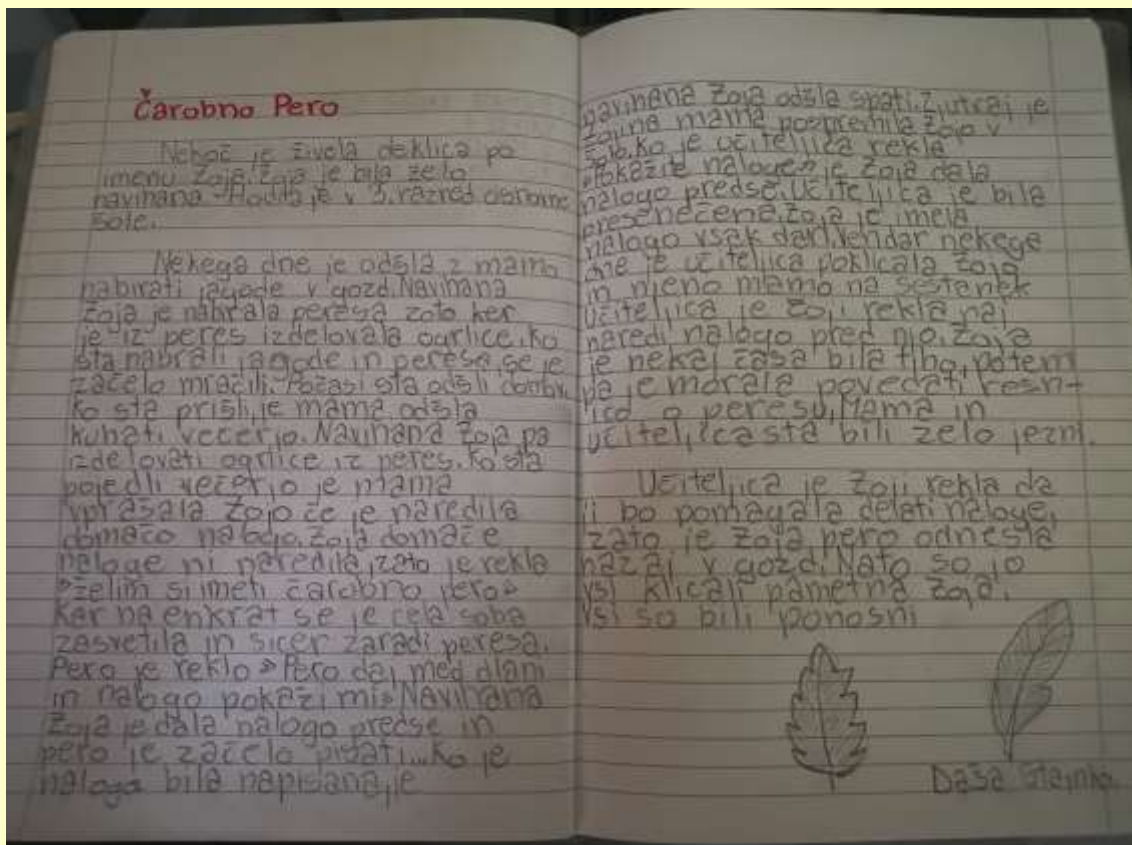 Čarobno Pero
Nekoč je živela deklica po
imenu Zoja. Zoja je bila zelo
navihana. Hodila je v 3. razred osnovne
šole.
Nekega dne je odšla z mamo
nabirati jagode v gozd. Navihana
Zoja je nabrala peresa zato ker
je iz peres izdelovala ogrlice. Ko
sta nabrali jagode in peresa, se je
začelo mračiti. Počasi sta odšli domov.
Ko sta prišli, je mama odšla
kuhati večerjo. Navihana Zoja pa
izdelovati ogrlice iz peres. Ko sta
pojedli večerjo je mama
vprašala Zojo če je naredila
domačo nalogo. Zoja domače
naloge ni naredila, zato je rekla
»želim si imeti čarobno pero»
Kar na enkrat se je cela soba
zasvetila in sicer zaradi peresa.
Pero je reklo »Pero daj med dlani
in nalogo pokaži mi» Navihana
Zoja je dala nalogo predse in
pero je začelo pisati... Ko je
naloga bila napisana, je
navihana Zoja odšla spati. Zjutraj je
Zojina mama pospremila Zojo v
šolo. Ko je učiteljica rekla
»Pokažite naloge» je Zoja dala
nalogo predse. Učiteljica je bila
presenečena. Zoja je imela
nalogo vsak dan. Vendar nekega
dne je učiteljica poklicala Zojo
in njeno mamo na sestanek
Učiteljica je Zoji rekla naj
naredi nalogo pred njo. Zoja
je nekaj časa bila tiho, potem
pa je morala povedati resn-
ico o peresu. Mama in
učiteljica sta bili zelo jezni.
Učiteljica je Zoji rekla da
ji bo pomagala delati naloge,
zato je Zoja pero odnesla
nazaj v gozd. Nato so jo
vsi klicali pametna Zoja.
Vsi so bili ponosni
Daša